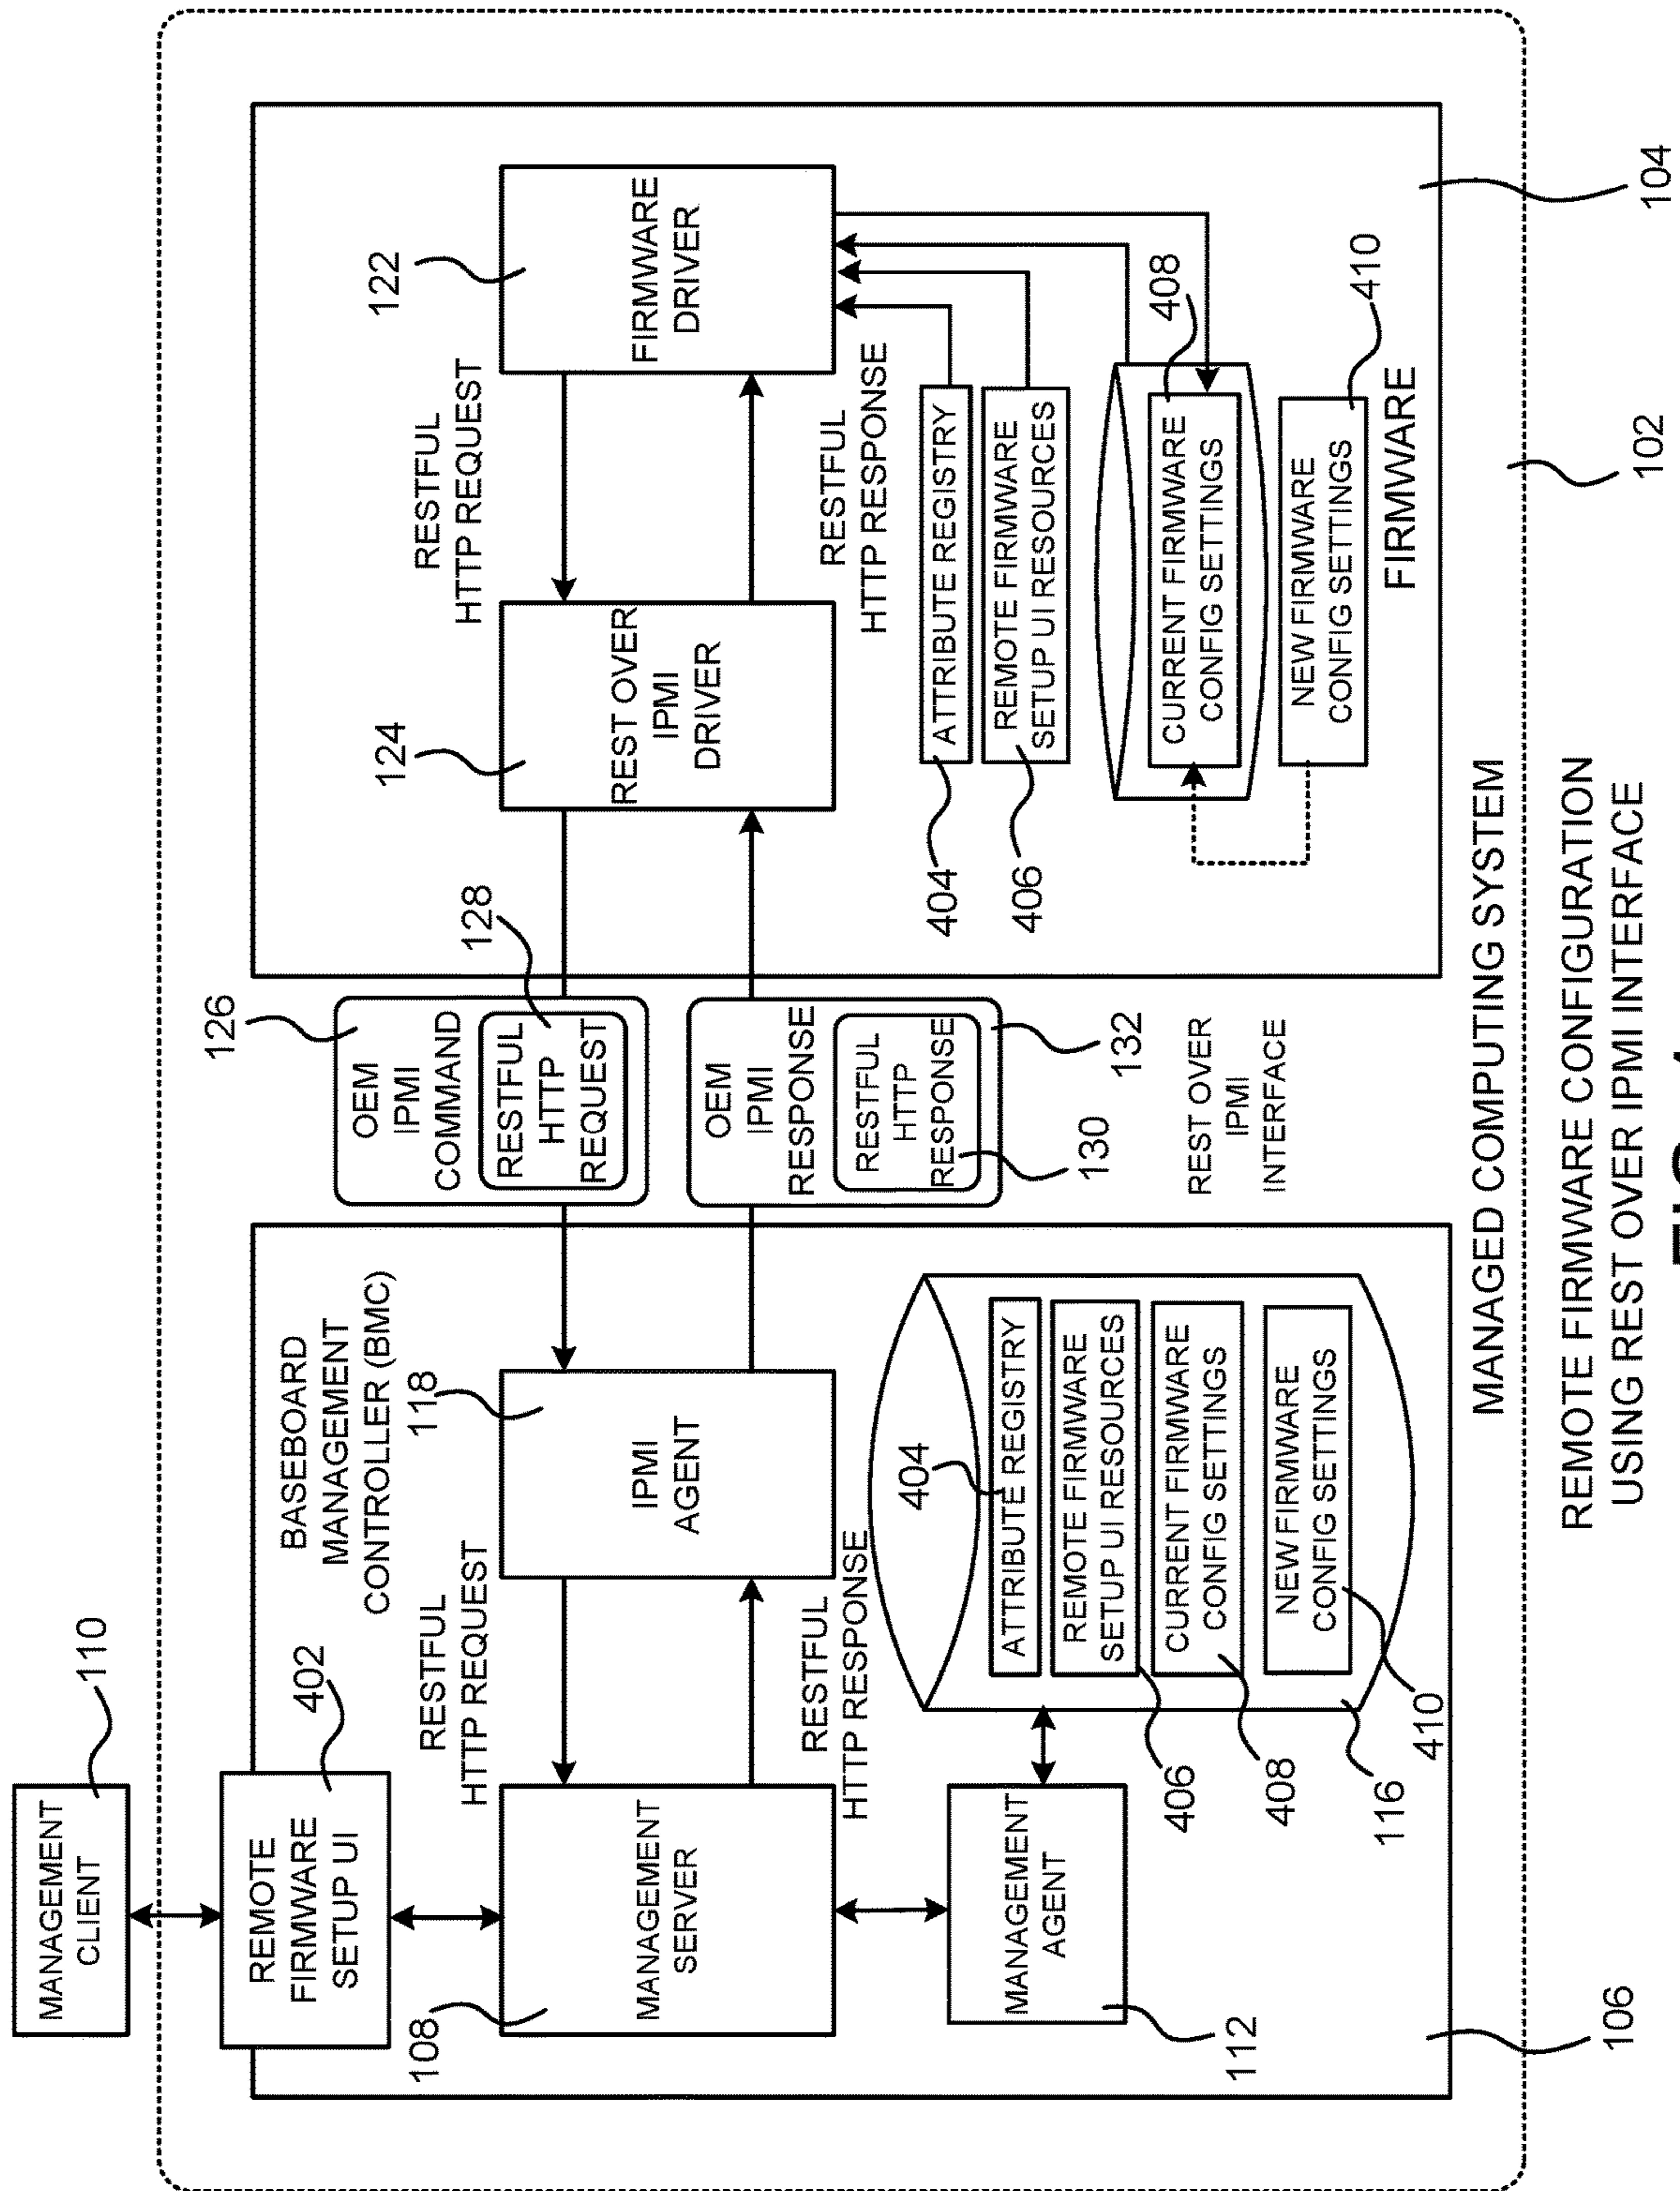 110
MANAGEMENT
CLIENT
402
REMOTE
FIRMWARE
SETUP UI
BASEBOARD
MANAGEMENT
CONTROLLER (BMC)
108
MANAGEMENT
SERVER
RESTFUL
HTTP REQUEST
118
IPMI
AGENT
RESTFUL
HTTP RESPONSE
112
MANAGEMENT
AGENT
404
ATTRIBUTE REGISTRY
REMOTE FIRMWARE
SETUP UI RESOURCES
CURRENT FIRMWARE
CONFIG SETTINGS
NEW FIRMWARE
CONFIG SETTINGS
406
408
116
410
106
126
OEM
IPMI
COMMAND
128
RESTFUL
HTTP
REQUEST
OEM
IPMI
RESPONSE
RESTFUL
HTTP
RESPONSE
130
132
REST OVER
IPMI
INTERFACE
124
REST OVER
IPMI
DRIVER
RESTFUL
HTTP REQUEST
122
FIRMWARE
DRIVER
RESTFUL
HTTP RESPONSE
404
ATTRIBUTE REGISTRY
406
REMOTE FIRMWARE
SETUP UI RESOURCES
408
CURRENT FIRMWARE
CONFIG SETTINGS
410
NEW FIRMWARE
CONFIG SETTINGS
FIRMWARE
104
MANAGED COMPUTING SYSTEM
102
REMOTE FIRMWARE CONFIGURATION
USING REST OVER IPMI INTERFACE